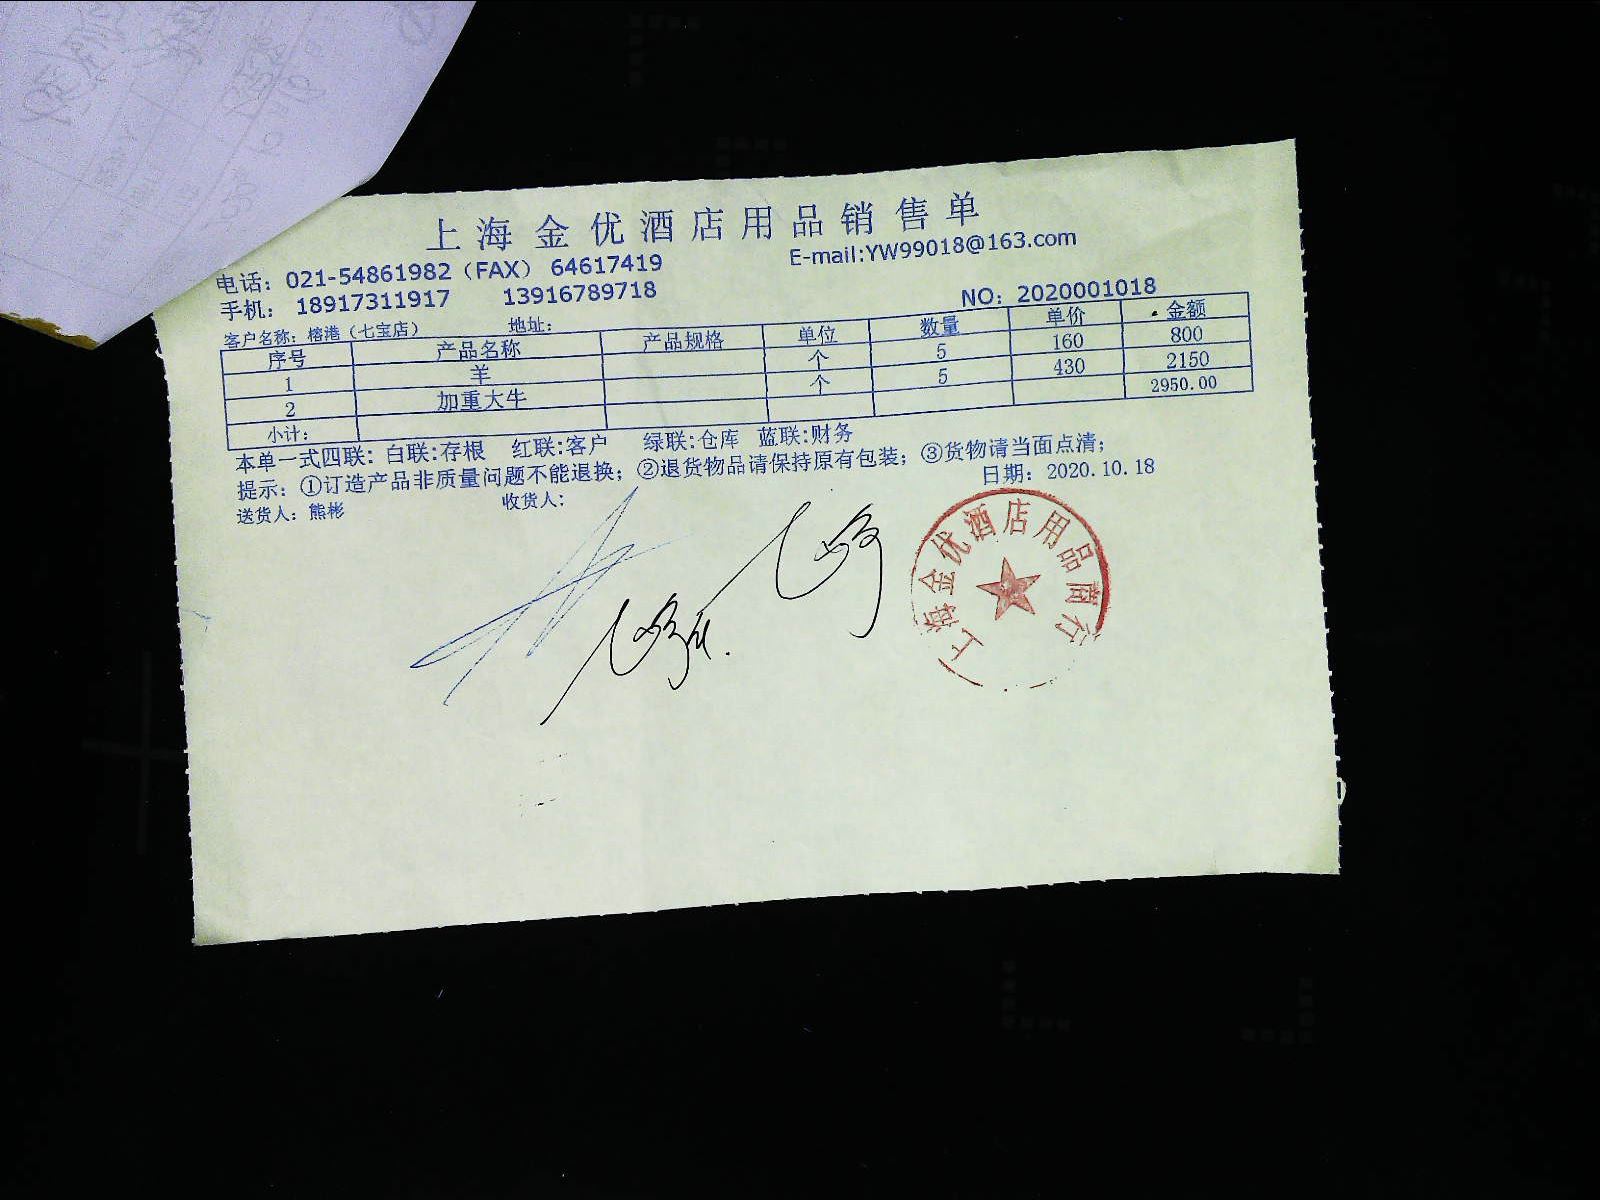 上海金优酒店用品销售单
电话：021-54861982（FAX） 64617419 E-mail:YW99018@163.com
手机：18917311917 13916789718 NO：2020001018
客户名称：榕港（七宝店） 地址：
序号 产品名称 产品规格 单位 数量 单价 金额
1 羊 个 5 160 800
2 加重大牛 个 5 430 2150
小计： 2950.00
本单一式四联：白联:存根 红联:客户 绿联:仓库 蓝联:财务
提示：①订造产品非质量问题不能退换；②退货物品请保持原有包装；③货物请当面点清；
送货人：熊彬 收货人： 日期：2020.10.18
上海金优酒店用品商行